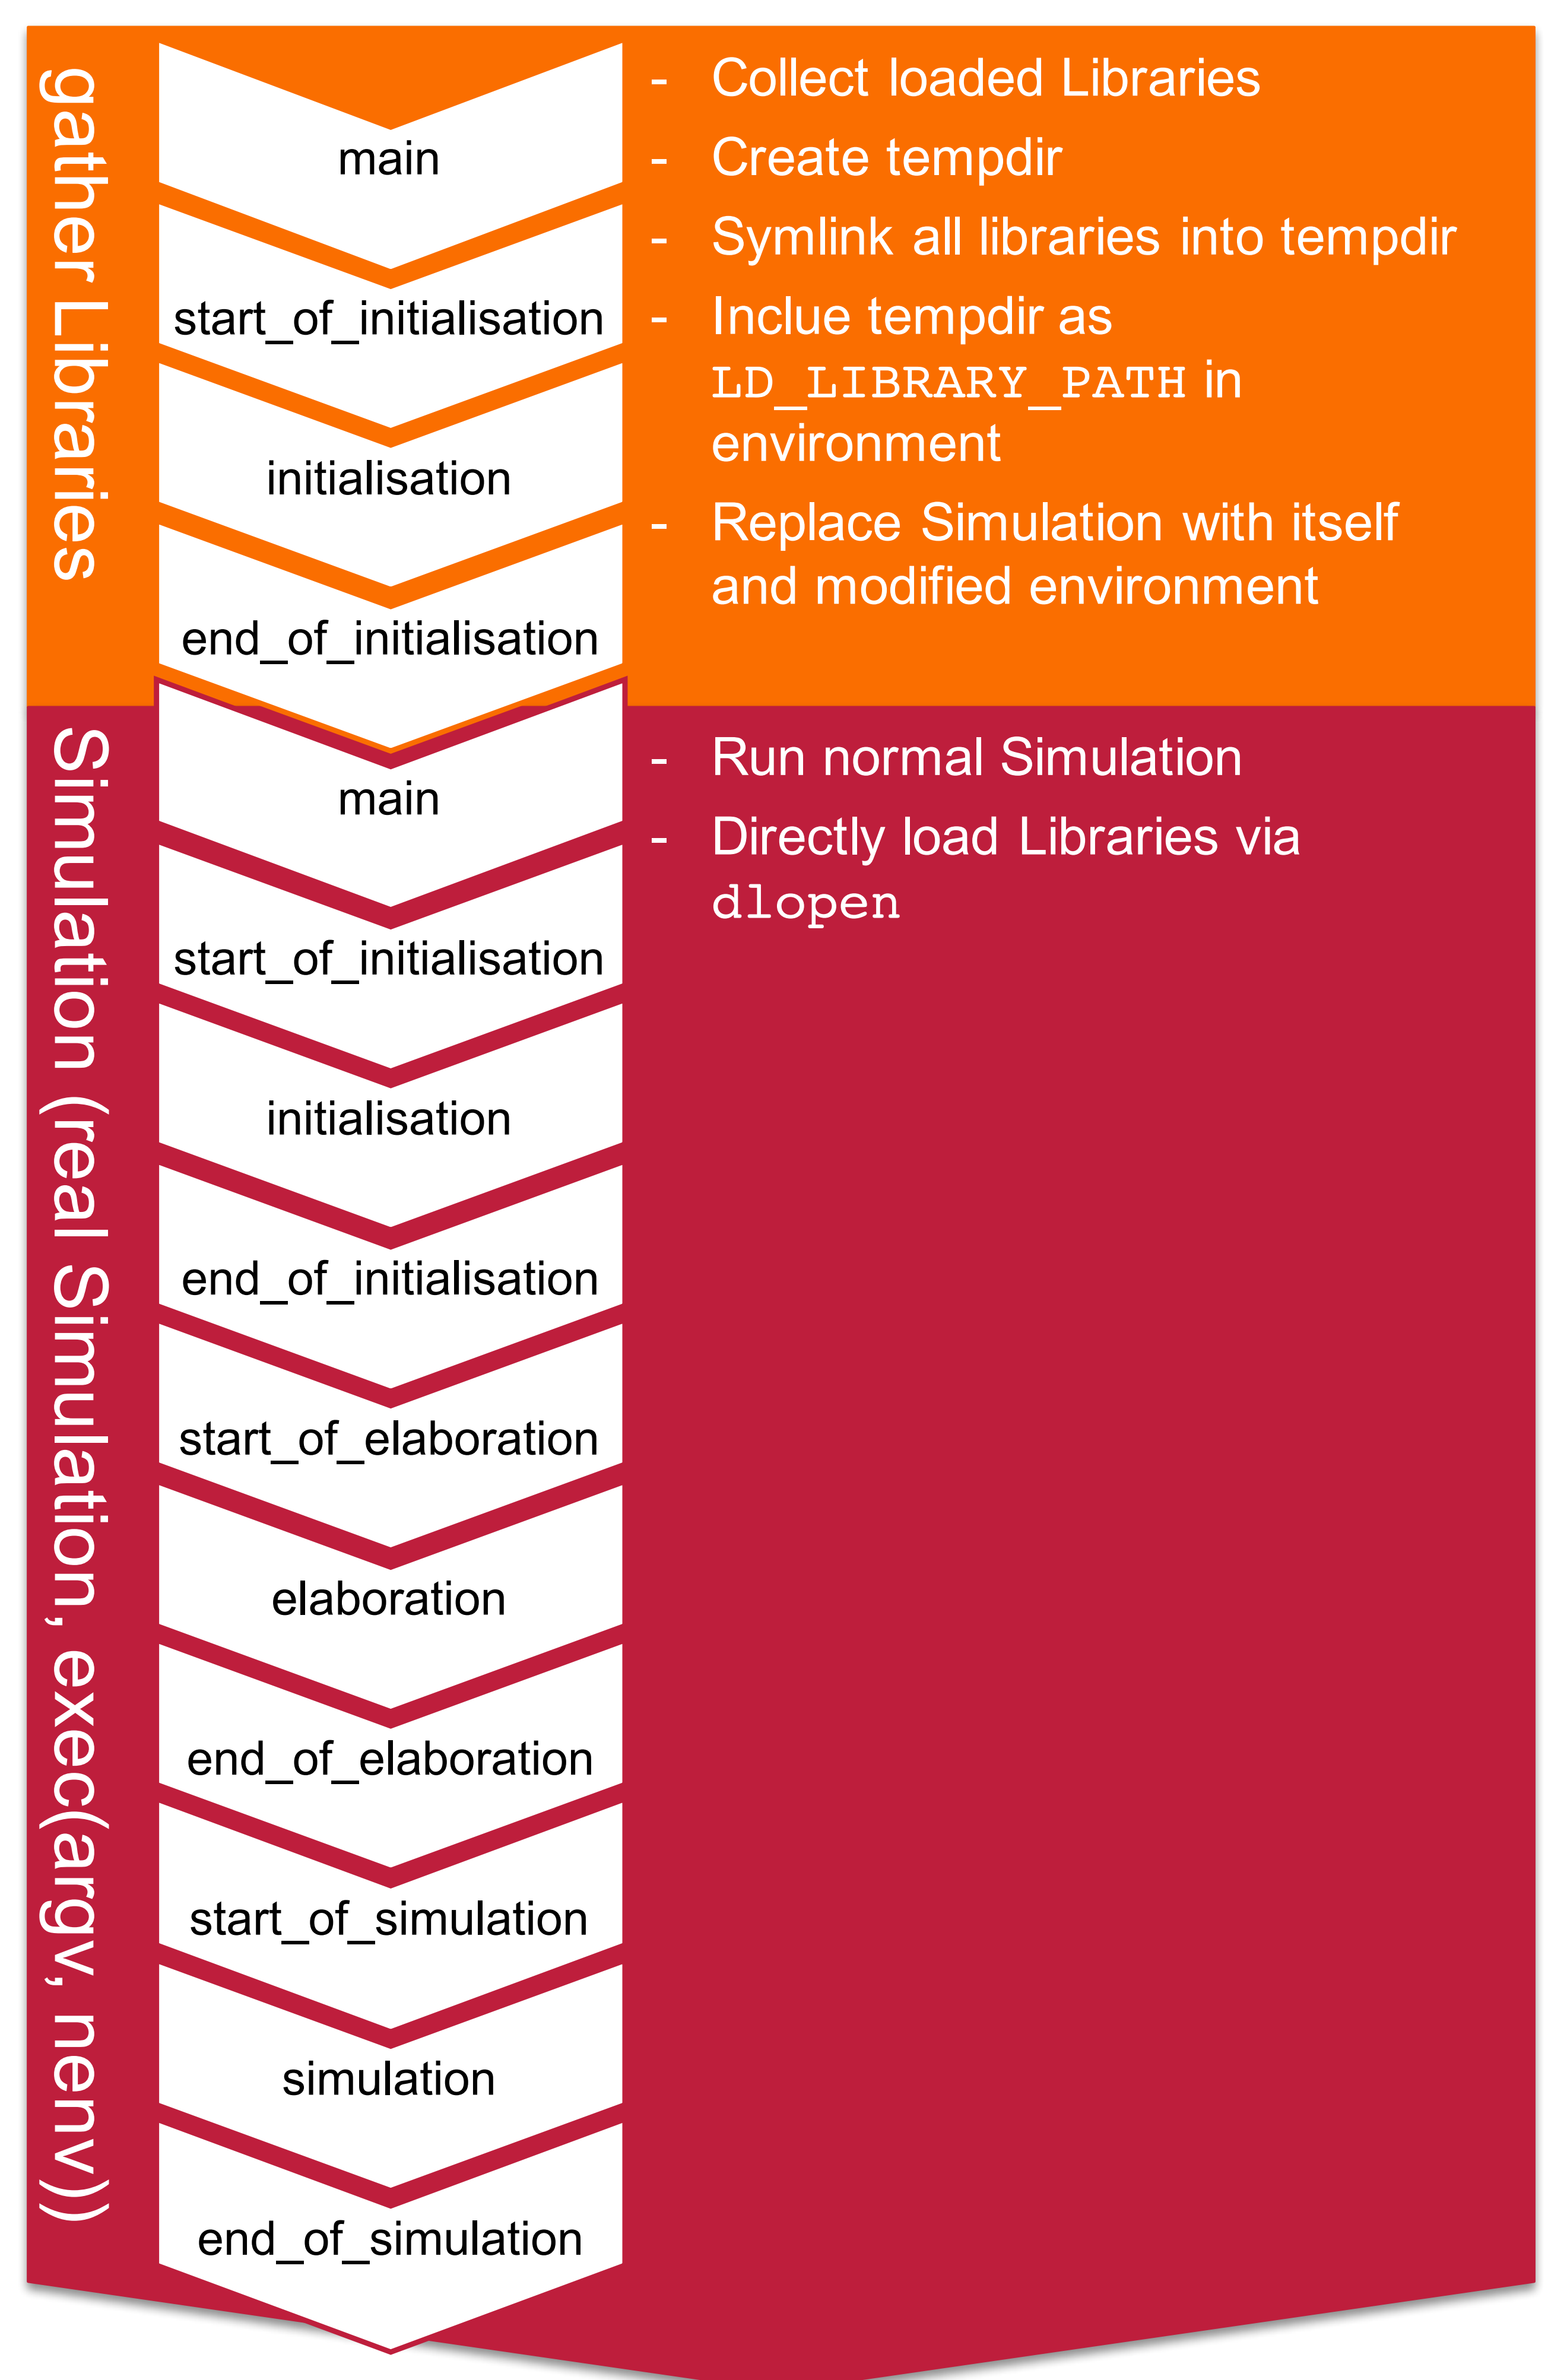 gather Libraries
main
start_of_initialisation
initialisation
end_of_initialisation
- Collect loaded Libraries
- Create tempdir
- Symlink all libraries into tempdir
- Inclue tempdir as
LD_LIBRARY_PATH in
environment
- Replace Simulation with itself
and modified environment
Simulation (real Simulation, exec(argv, nenv))
main
start_of_initialisation
initialisation
end_of_initialisation
start_of_elaboration
elaboration
end_of_elaboration
start_of_simulation
simulation
end_of_simulation
- Run normal Simulation
- Directly load Libraries via
dlopen